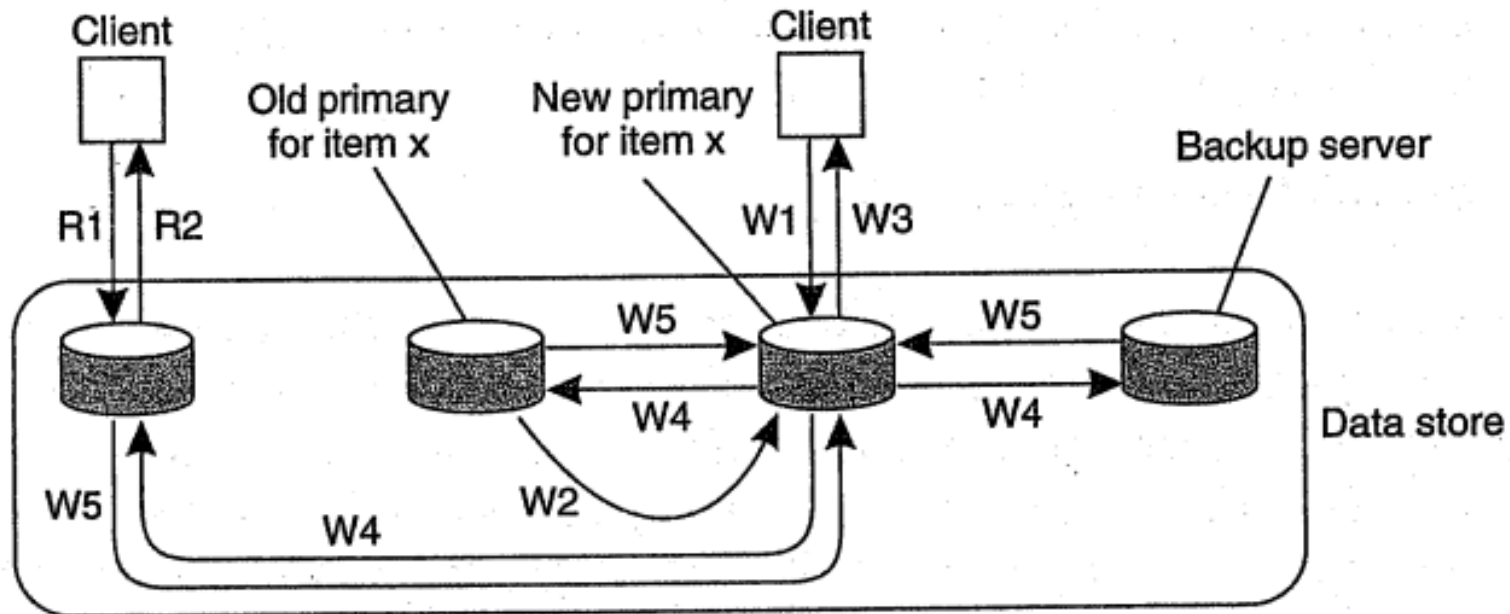 Client
Client
Old primary
for item x
New primary
for item x
Backup server
R1
R2
W1
W3
W5
W5
W4
W4
Data store
W5
W2
W4